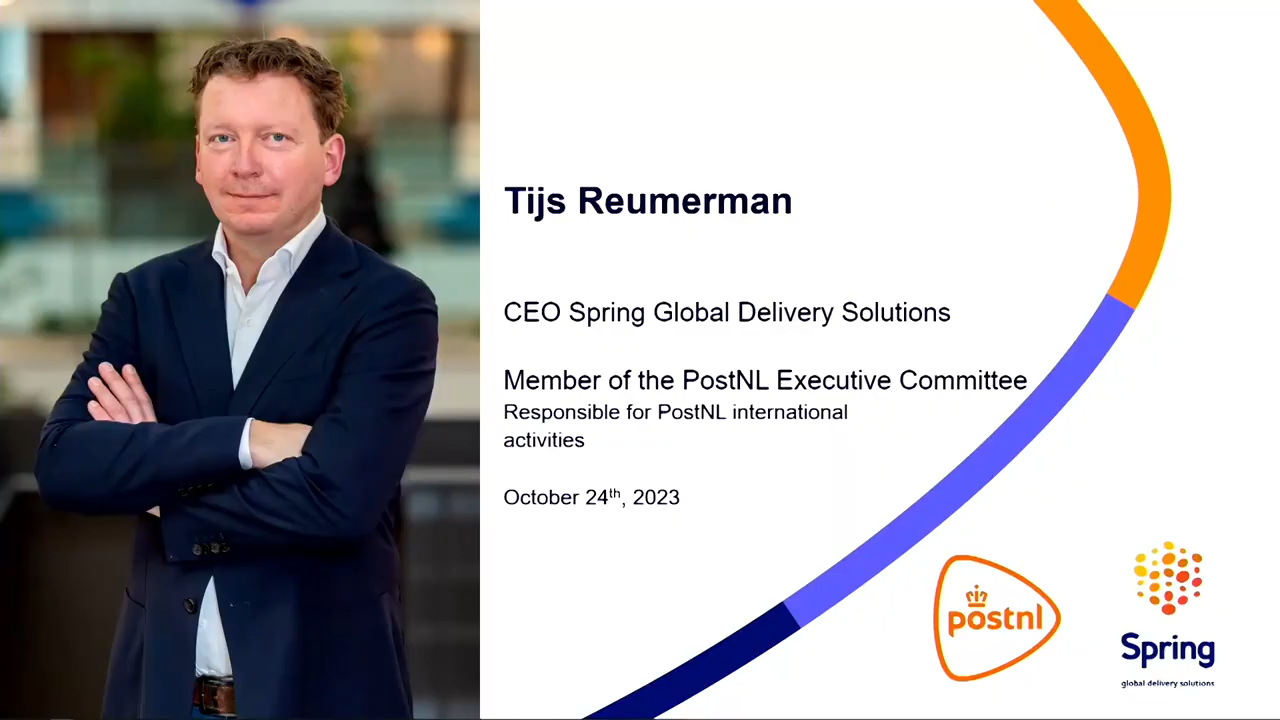 Tijs Reumerman
CEO Spring Global Delivery Solutions
Member of the PostNL Executive Committee
Responsible for PostNL international
activities
October 24th, 2023
postnl
Spring
global delivery solutions